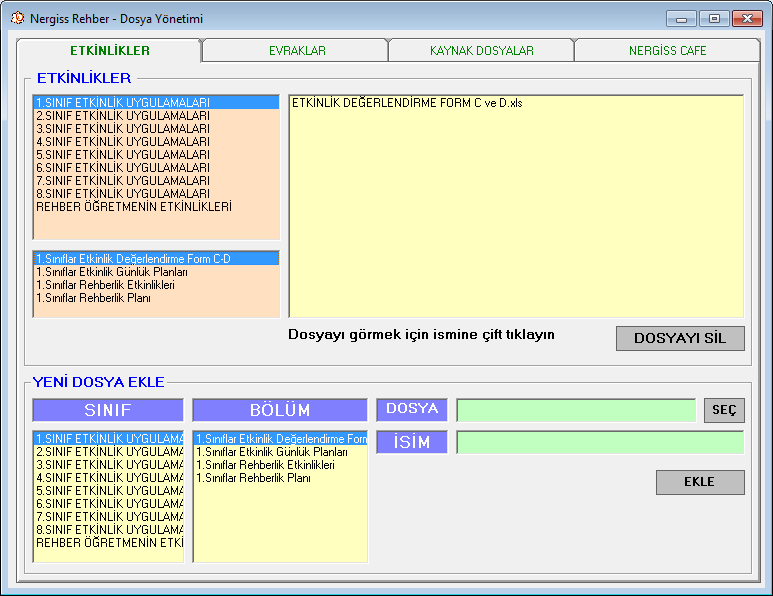 Nergiss Rehber - Dosya Yönetimi
ETKİNLİKLER
EVRAKLAR
KAYNAK DOSYALAR
NERGİSS CAFE
ETKİNLİKLER
1.SINIF ETKİNLİK UYGULAMALARI
2.SINIF ETKİNLİK UYGULAMALARI
3.SINIF ETKİNLİK UYGULAMALARI
4.SINIF ETKİNLİK UYGULAMALARI
5.SINIF ETKİNLİK UYGULAMALARI
6.SINIF ETKİNLİK UYGULAMALARI
7.SINIF ETKİNLİK UYGULAMALARI
8.SINIF ETKİNLİK UYGULAMALARI
REHBER ÖĞRETMENİN ETKİNLİKLERİ
ETKİNLİK DEĞERLENDİRME FORM C ve D.xls
1.Sınıflar Etkinlik Değerlendirme Form C-D
1.Sınıflar Etkinlik Günlük Planları
1.Sınıflar Rehberlik Etkinlikleri
1.Sınıflar Rehberlik Planı
Dosyayı görmek için ismine çift tıklayın
DOSYAYI SİL
YENİ DOSYA EKLE
SINIF
BÖLÜM
DOSYA
SEÇ
İSİM
EKLE
1.SINIF ETKİNLİK UYGULAMA
2.SINIF ETKİNLİK UYGULAMA
3.SINIF ETKİNLİK UYGULAMA
4.SINIF ETKİNLİK UYGULAMA
5.SINIF ETKİNLİK UYGULAMA
6.SINIF ETKİNLİK UYGULAMA
7.SINIF ETKİNLİK UYGULAMA
8.SINIF ETKİNLİK UYGULAMA
REHBER ÖĞRETMENİN ETKİ
1.Sınıflar Etkinlik Değerlendirme Form
1.Sınıflar Etkinlik Günlük Planları
1.Sınıflar Rehberlik Etkinlikleri
1.Sınıflar Rehberlik Planı